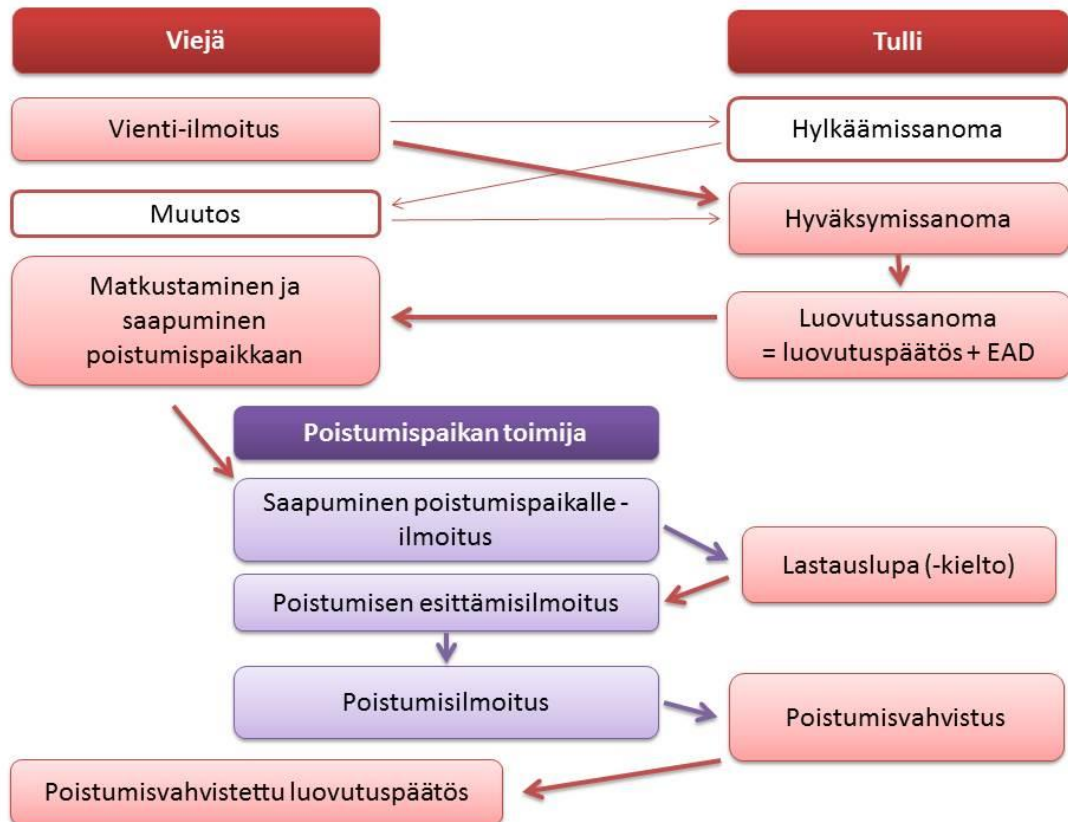 Viejä
Tulli
Vienti-ilmoitus
Hylkäämissanoma
Muutos
Hyväksymissanoma
Matkustaminen ja
saapuminen
poistumispaikkaan
Luovutussanoma
= luovutuspäätös + EAD
Poistumispaikan toimija
Saapuminen poistumispaikalle -
ilmoitus
Lastauslupa (-kielto)
Poistumisen esittämisilmoitus
Poistumisilmoitus
Poistumisvahvistus
Poistumisvahvistettu luovutuspäätös